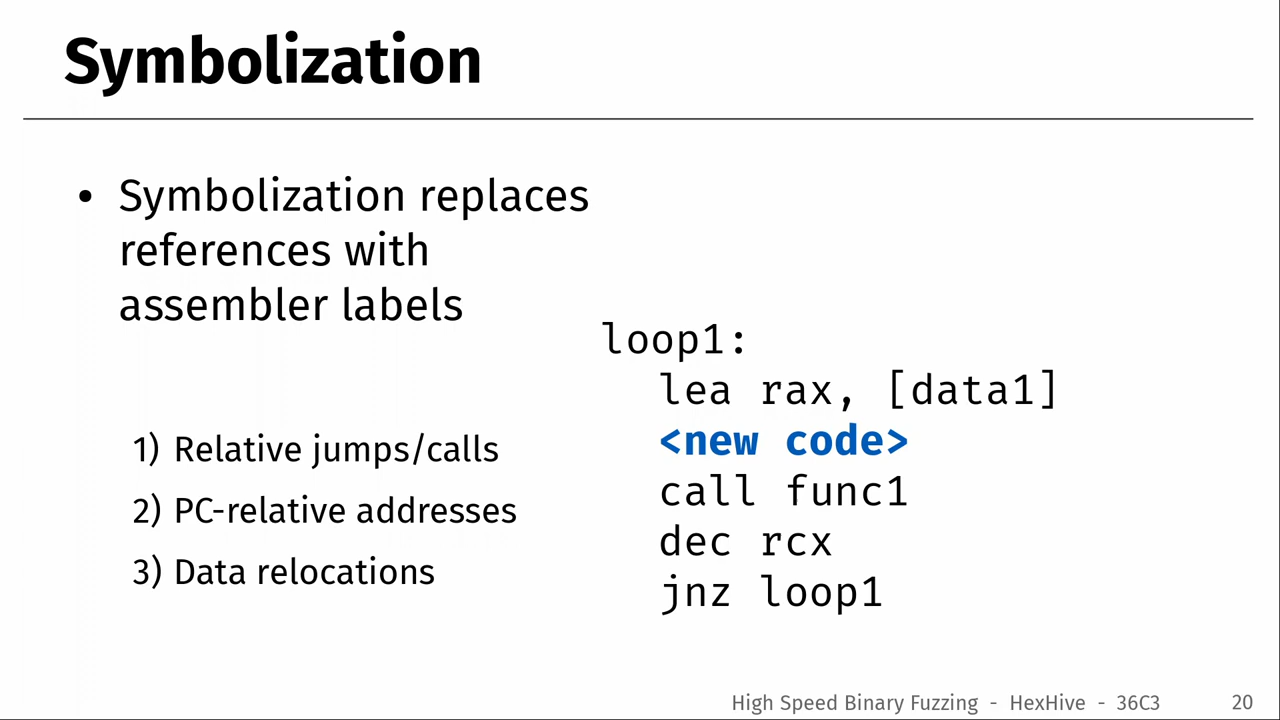 Symbolization
• Symbolization replaces
references with
assembler labels
1) Relative jumps/calls
2) PC-relative addresses
3) Data relocations
loop1:
lea rax, [data1]
<new code>
call func1
dec rcx
jnz loop1
High Speed Binary Fuzzing - HexHive - 36C3 20